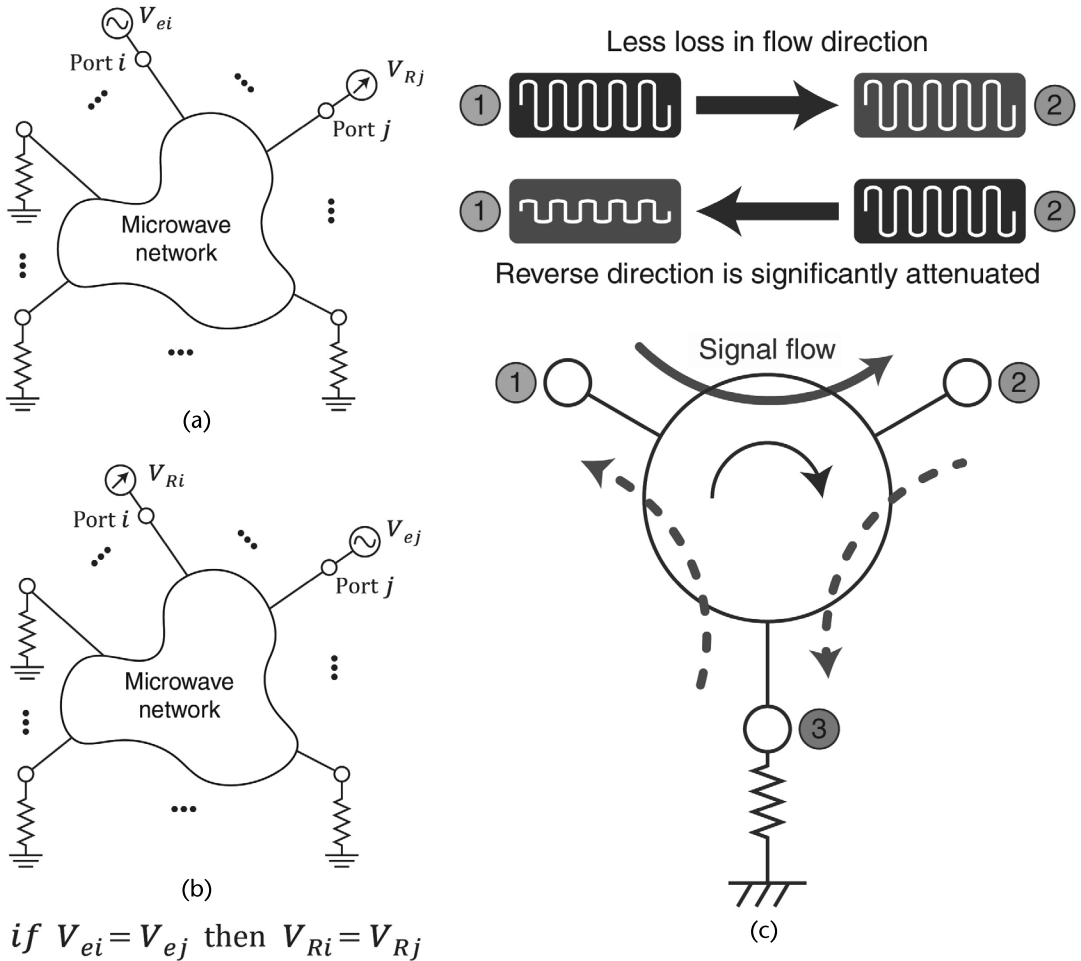 V_ei
Port i
V_Rj
Port j
Microwave
network
(a)
V_Ri
Port i
V_ej
Port j
Microwave
network
(b)
if V_ei = V_ej then V_Ri = V_Rj
Less loss in flow direction
1
2
1
2
Reverse direction is significantly attenuated
Signal flow
1
2
3
(c)